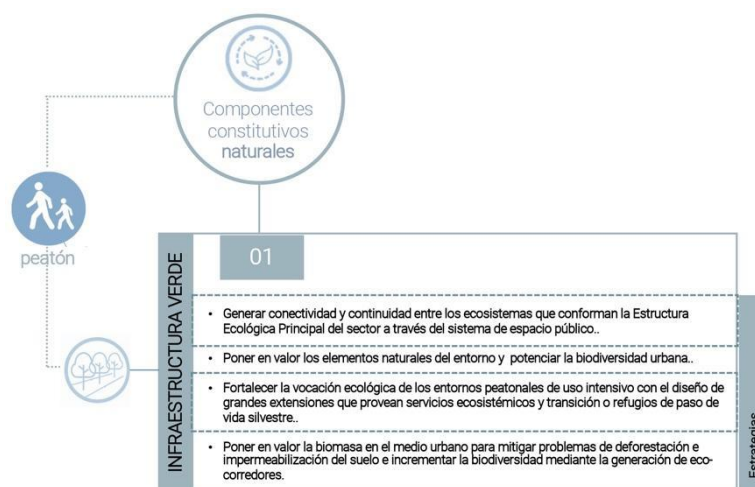 Componentes
constitutivos
naturales
peatón
01
INFRAESTRUCTURA VERDE
• Generar conectividad y continuidad entre los ecosistemas que conforman la Estructura
Ecológica Principal del sector a través del sistema de espacio público..
• Poner en valor los elementos naturales del entorno y potenciar la biodiversidad urbana..
• Fortalecer la vocación ecológica de los entornos peatonales de uso intensivo con el diseño de
grandes extensiones que provean servicios ecosistémicos y transición o refugios de paso de
vida silvestre..
• Poner en valor la biomasa en el medio urbano para mitigar problemas de deforestación e
impermeabilización del suelo e incrementar la biodiversidad mediante la generación de eco-
corredores.
Estrategias